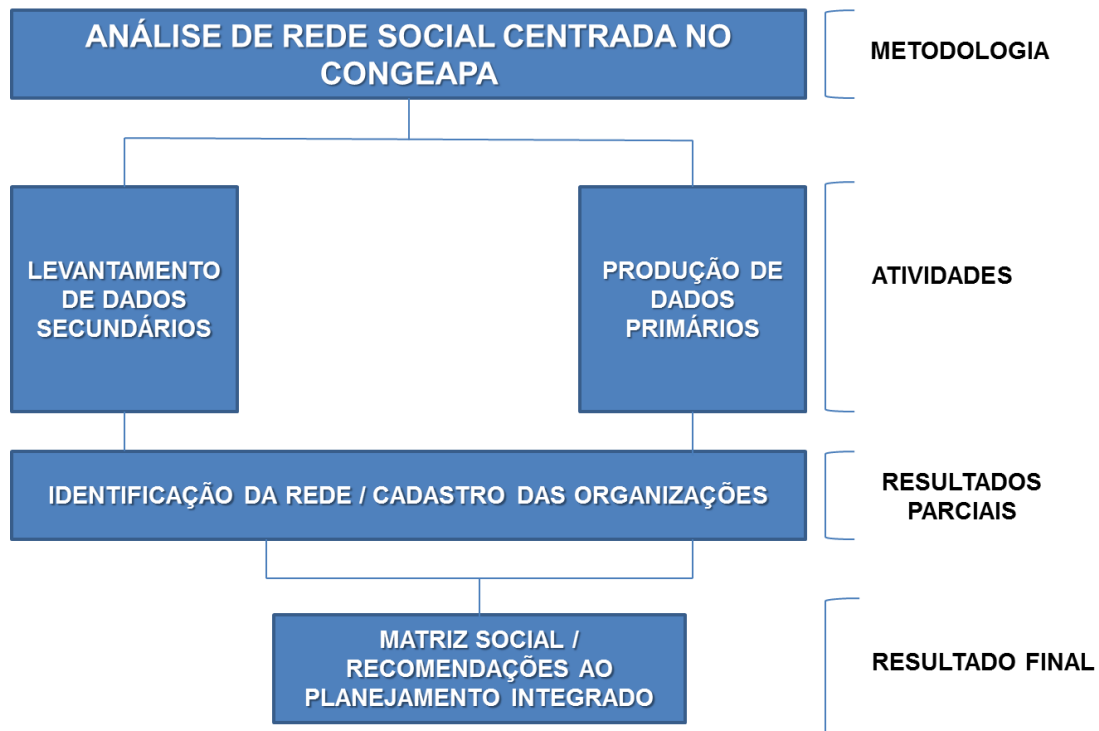 ANÁLISE DE REDE SOCIAL CENTRADA NO
CONGEAPA
METODOLOGIA
LEVANTAMENTO
DE DADOS
SECUNDÁRIOS
PRODUÇÃO DE
DADOS
PRIMÁRIOS
ATIVIDADES
IDENTIFICAÇÃO DA REDE / CADASTRO DAS ORGANIZAÇÕES
RESULTADOS
PARCIAIS
MATRIZ SOCIAL /
RECOMENDAÇÕES AO
PLANEJAMENTO INTEGRADO
RESULTADO FINAL